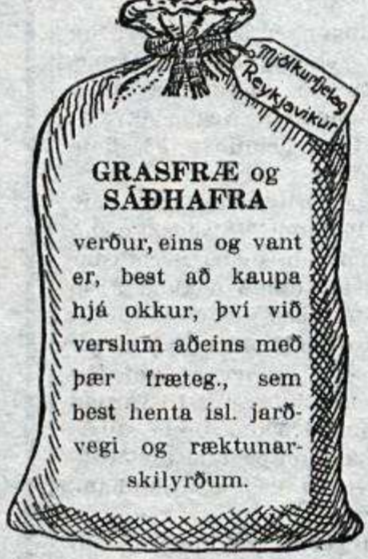 Mjólkurfjelag
Reykjavíkur
GRASFRÆ og
SÁÐHAFRA
verður, eins og vant
er, best að kaupa
hjá okkur, því við
verslum aðeins með
þær fræteg., sem
best henta ísl. jarð-
vegi og ræktunar-
skilyrðum.